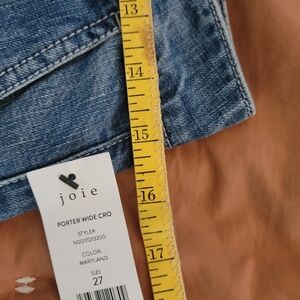 13
14
15
16
17
joie
PORTER WIDE CRO
STYLE#:
COLOR:
MARYLAND
SIZE
27